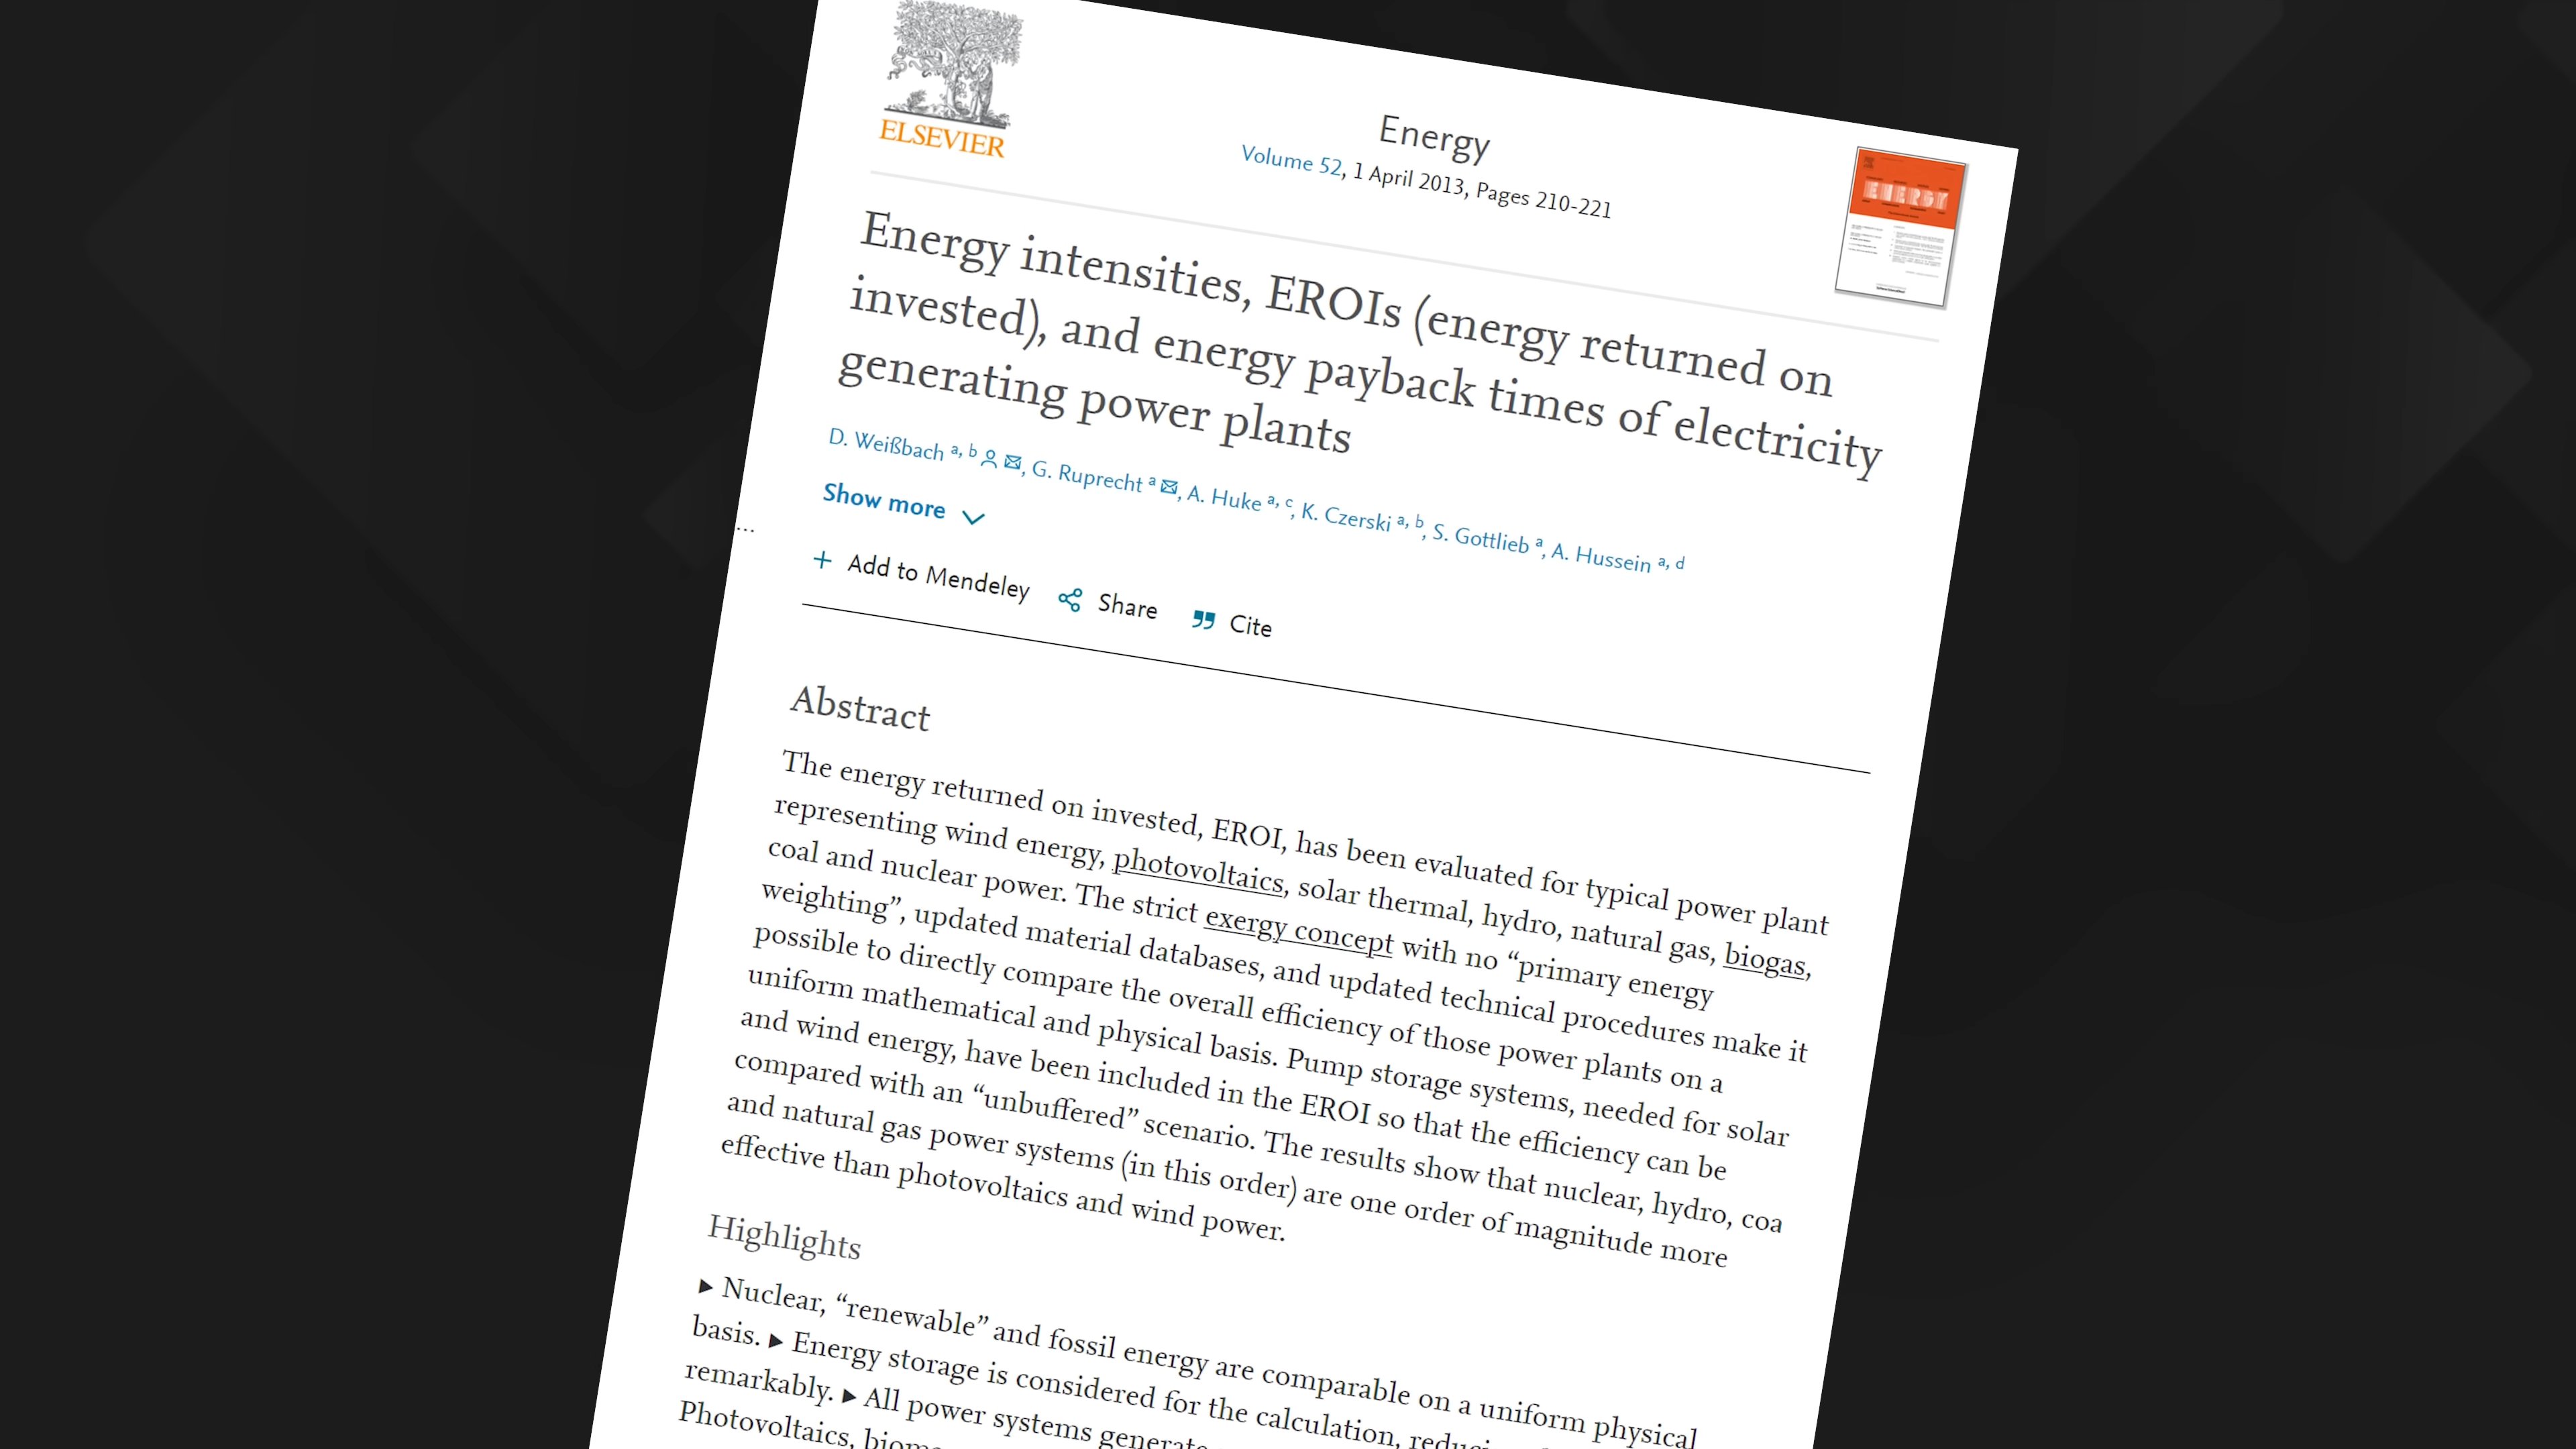 ELSEVIER
Energy
Volume 52, 1 April 2013, Pages 210-221
ENERGY
Energy intensities, EROIs (energy returned on
invested), and energy payback times of electricity
generating power plants
D. Weißbach a, b, G. Ruprecht a, A. Huke a, c, K. Czerski a, b, S. Gottlieb a, A. Hussein a, d
Show more
...
+ Add to Mendeley Share Cite
Abstract
The energy returned on invested, EROI, has been evaluated for typical power plant
representing wind energy, photovoltaics, solar thermal, hydro, natural gas, biogas,
coal and nuclear power. The strict exergy concept with no “primary energy
weighting”, updated material databases, and updated technical procedures make it
possible to directly compare the overall efficiency of those power plants on a
uniform mathematical and physical basis. Pump storage systems, needed for solar
and wind energy, have been included in the EROI so that the efficiency can be
compared with an “unbuffered” scenario. The results show that nuclear, hydro, coa
and natural gas power systems (in this order) are one order of magnitude more
effective than photovoltaics and wind power.
Highlights
► Nuclear, “renewable” and fossil energy are comparable on a uniform physical
basis. ► Energy storage is considered for the calculation,
remarkably. ► All power systems generate
Photovoltaics,